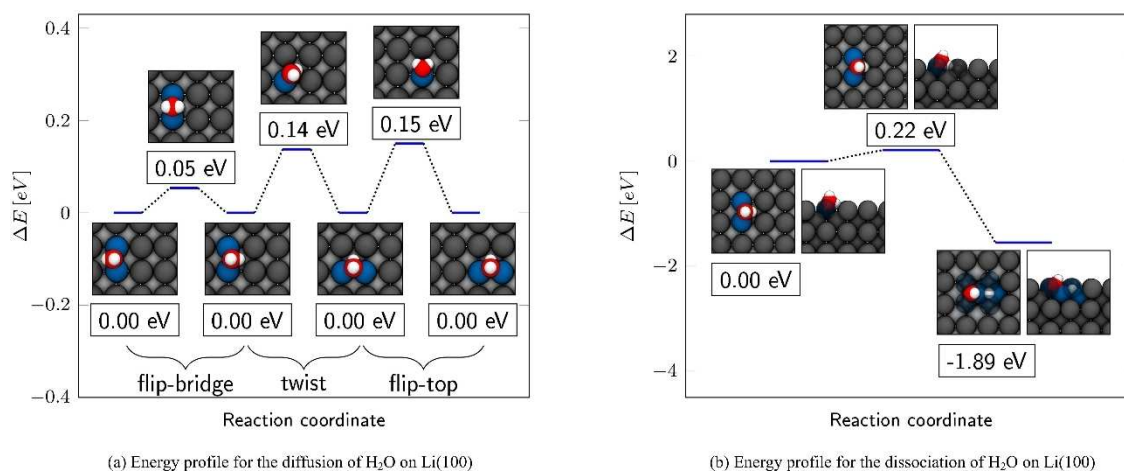 0.4
0.2
0
−0.2
−0.4
ΔE [eV]
0.05 eV
0.14 eV
0.15 eV
0.00 eV
0.00 eV
0.00 eV
0.00 eV
flip-bridge
twist
flip-top
Reaction coordinate
(a) Energy profile for the diffusion of H₂O on Li(100)
2
0
−2
−4
ΔE [eV]
0.22 eV
0.00 eV
-1.89 eV
Reaction coordinate
(b) Energy profile for the dissociation of H₂O on Li(100)